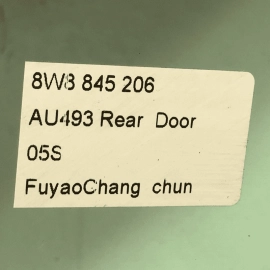 8W8 845 206
AU493 Rear Door
05S
FuyaoChang chun